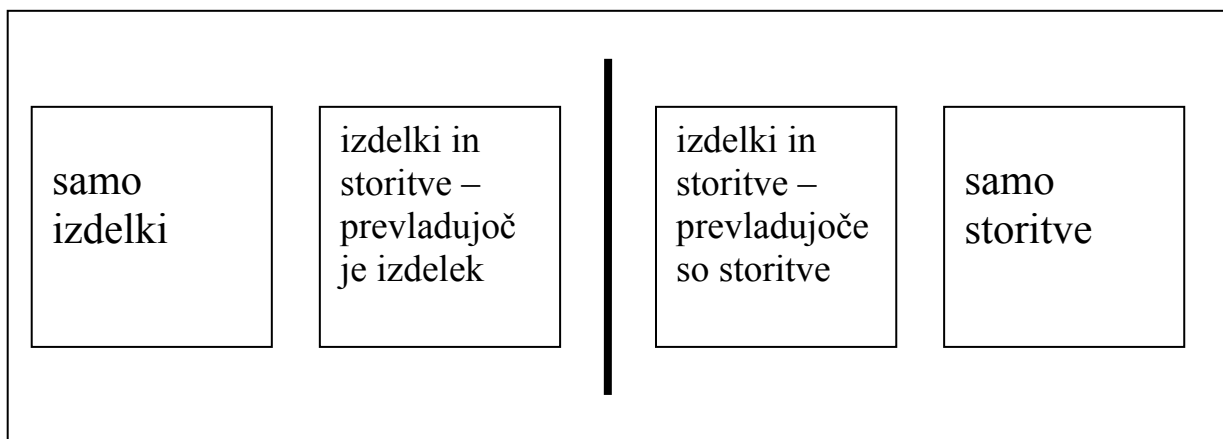 samo
izdelki
izdelki in
storitve –
prevladujoč
je izdelek
izdelki in
storitve –
prevladujoče
so storitve
samo
storitve